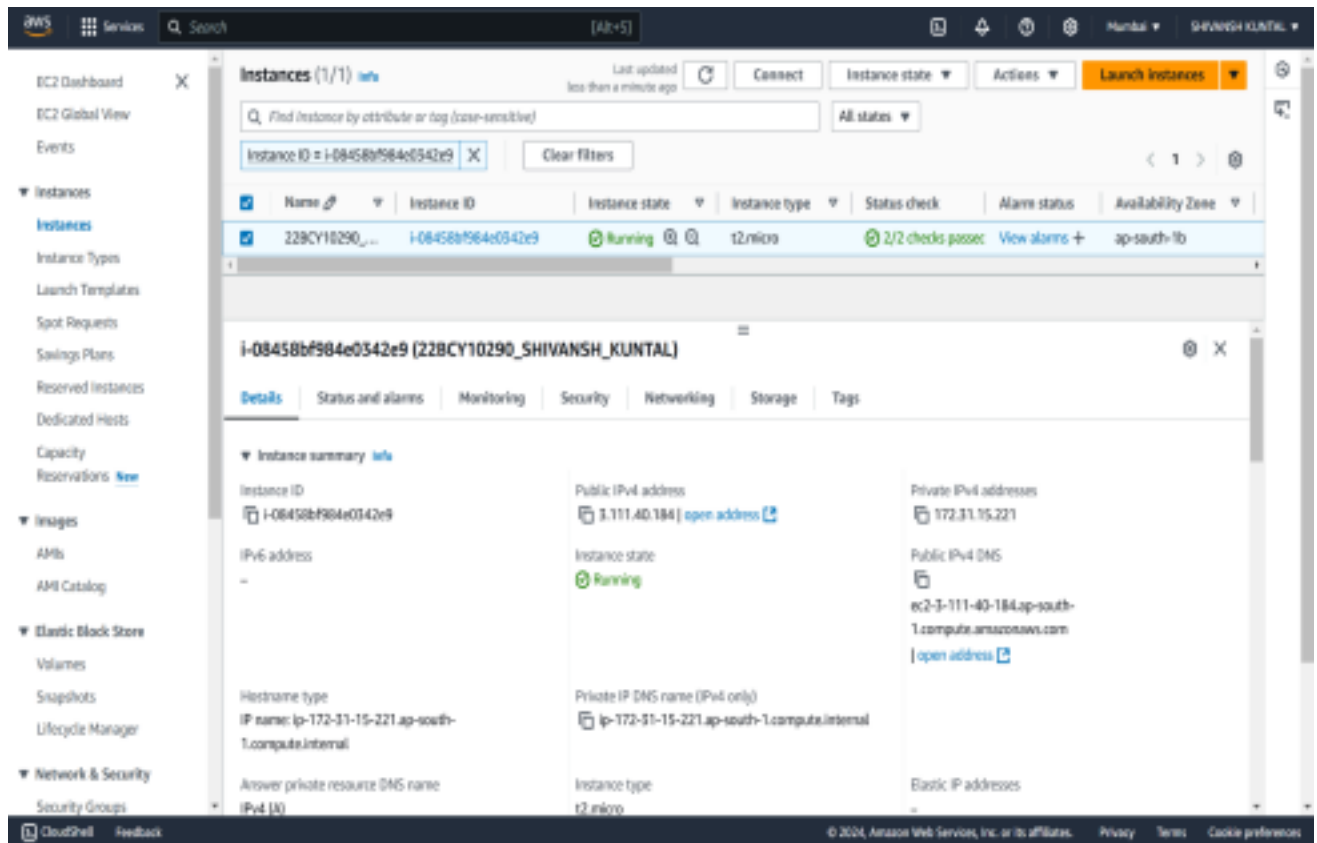 aws Services Search [Alt+S] Mumbai SHIVANSH KUNTAL
EC2 Dashboard
EC2 Global View
Events
Instances
Instances
Instance Types
Launch Templates
Spot Requests
Savings Plans
Reserved Instances
Dedicated Hosts
Capacity
Reservations New
Images
AMIs
AMI Catalog
Elastic Block Store
Volumes
Snapshots
Lifecycle Manager
Network & Security
Security Groups
Instances (1/1) Info
Last updated
less than a minute ago
Connect Instance state Actions Launch instances
Find Instance by attribute or tag (case-sensitive) All states
Instance ID = i-08458bf984e0342e9 Clear filters 1
Name Instance ID Instance state Instance type Status check Alarm status Availability Zone
22BCY10290_... i-08458bf984e0342e9 Running t2.micro 2/2 checks passec View alarms + ap-south-1b
i-08458bf984e0342e9 (22BCY10290_SHIVANSH_KUNTAL)
Details Status and alarms Monitoring Security Networking Storage Tags
Instance summary Info
Instance ID
i-08458bf984e0342e9
Public IPv4 address
3.111.40.184 | open address
Private IPv4 addresses
172.31.15.221
IPv6 address
–
Instance state
Running
Public IPv4 DNS
ec2-3-111-40-184.ap-south-
1.compute.amazonaws.com
| open address
Hostname type
IP name: ip-172-31-15-221.ap-south-
1.compute.internal
Private IP DNS name (IPv4 only)
ip-172-31-15-221.ap-south-1.compute.internal
Answer private resource DNS name
IPv4 (A)
Instance type
t2.micro
Elastic IP addresses
–
CloudShell Feedback © 2024, Amazon Web Services, Inc. or its affiliates. Privacy Terms Cookie preferences